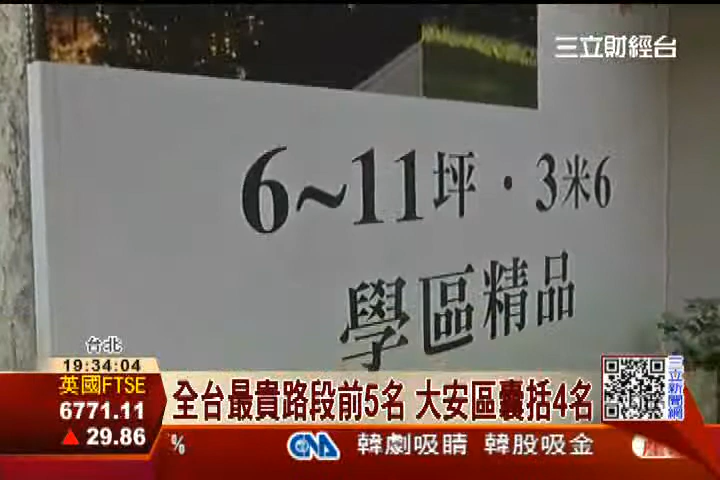 三立財經台
6~11坪·3米6
學區精品
台北
19:34:04
英國FTSE
6771.11
▲ 29.86
全台最貴路段前5名 大安區囊括4名
三立新聞網
% CNA 韓劇吸睛 韓股吸金